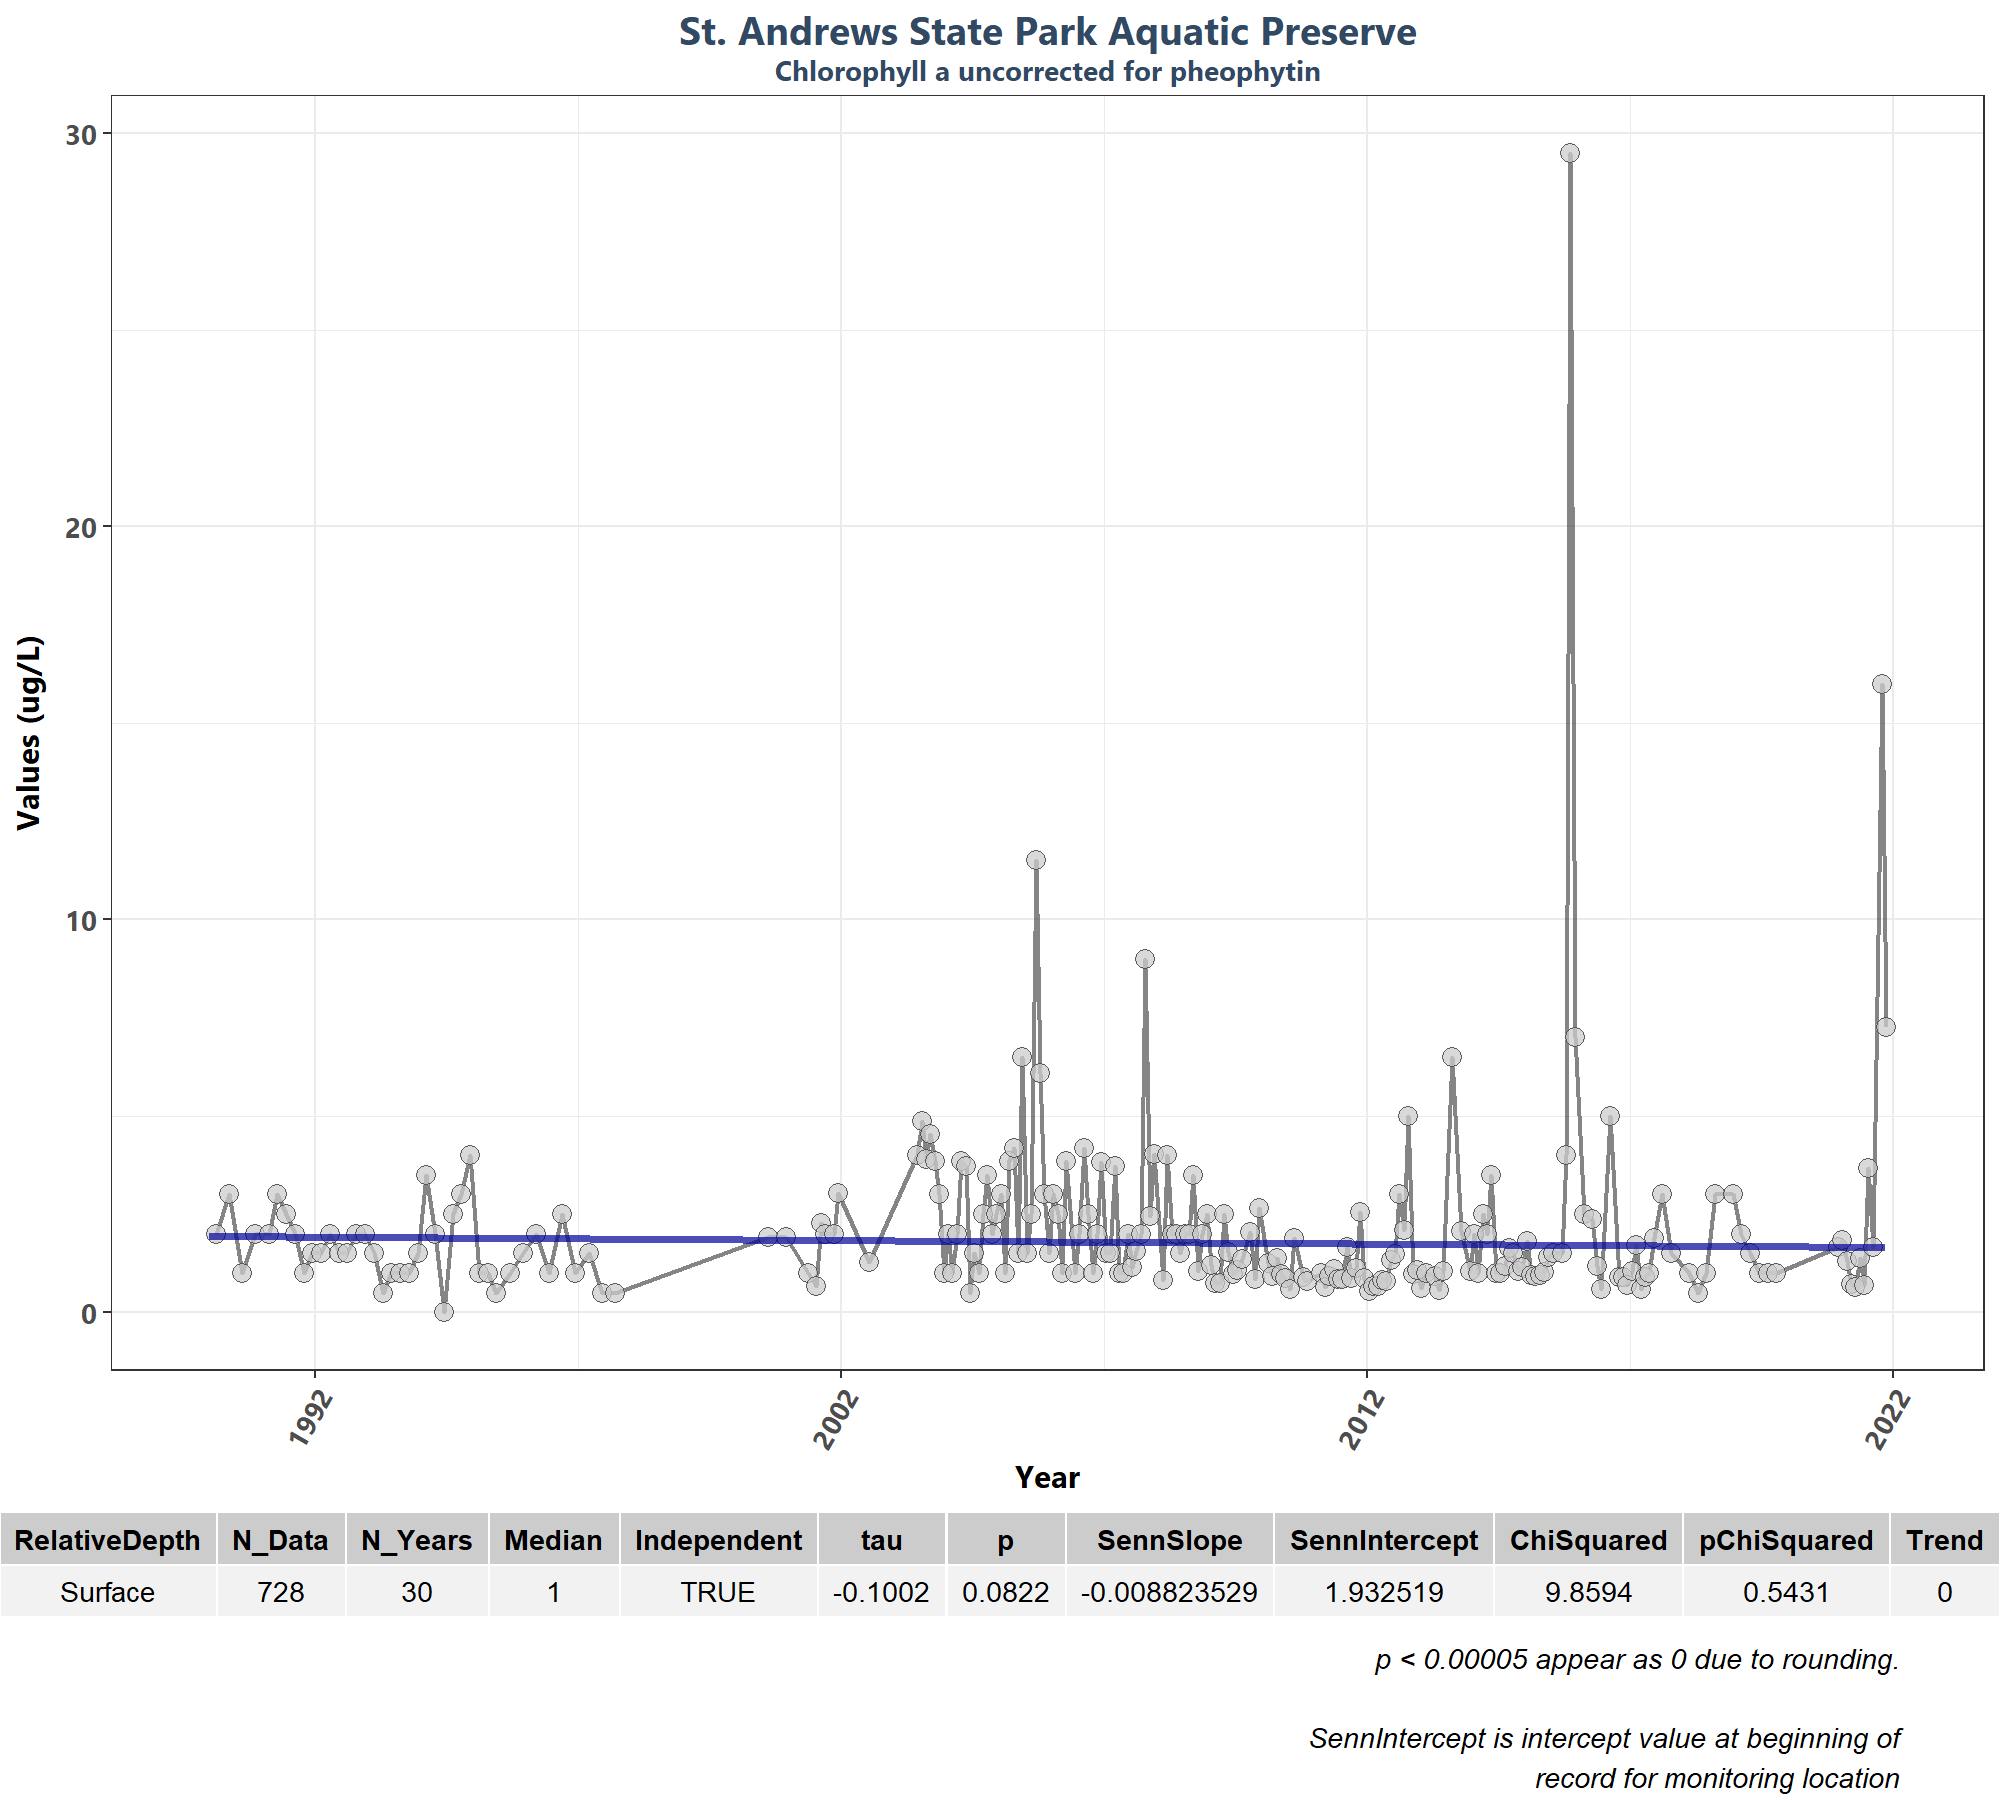 St. Andrews State Park Aquatic Preserve
Chlorophyll a uncorrected for pheophytin
Values (ug/L)
30
20
10
0
1992
2002
2012
2022
Year
RelativeDepth N_Data N_Years Median Independent tau p SennSlope SennIntercept ChiSquared pChiSquared Trend
Surface 728 30 1 TRUE -0.1002 0.0822 -0.008823529 1.932519 9.8594 0.5431 0
p < 0.00005 appear as 0 due to rounding.
SennIntercept is intercept value at beginning of
record for monitoring location